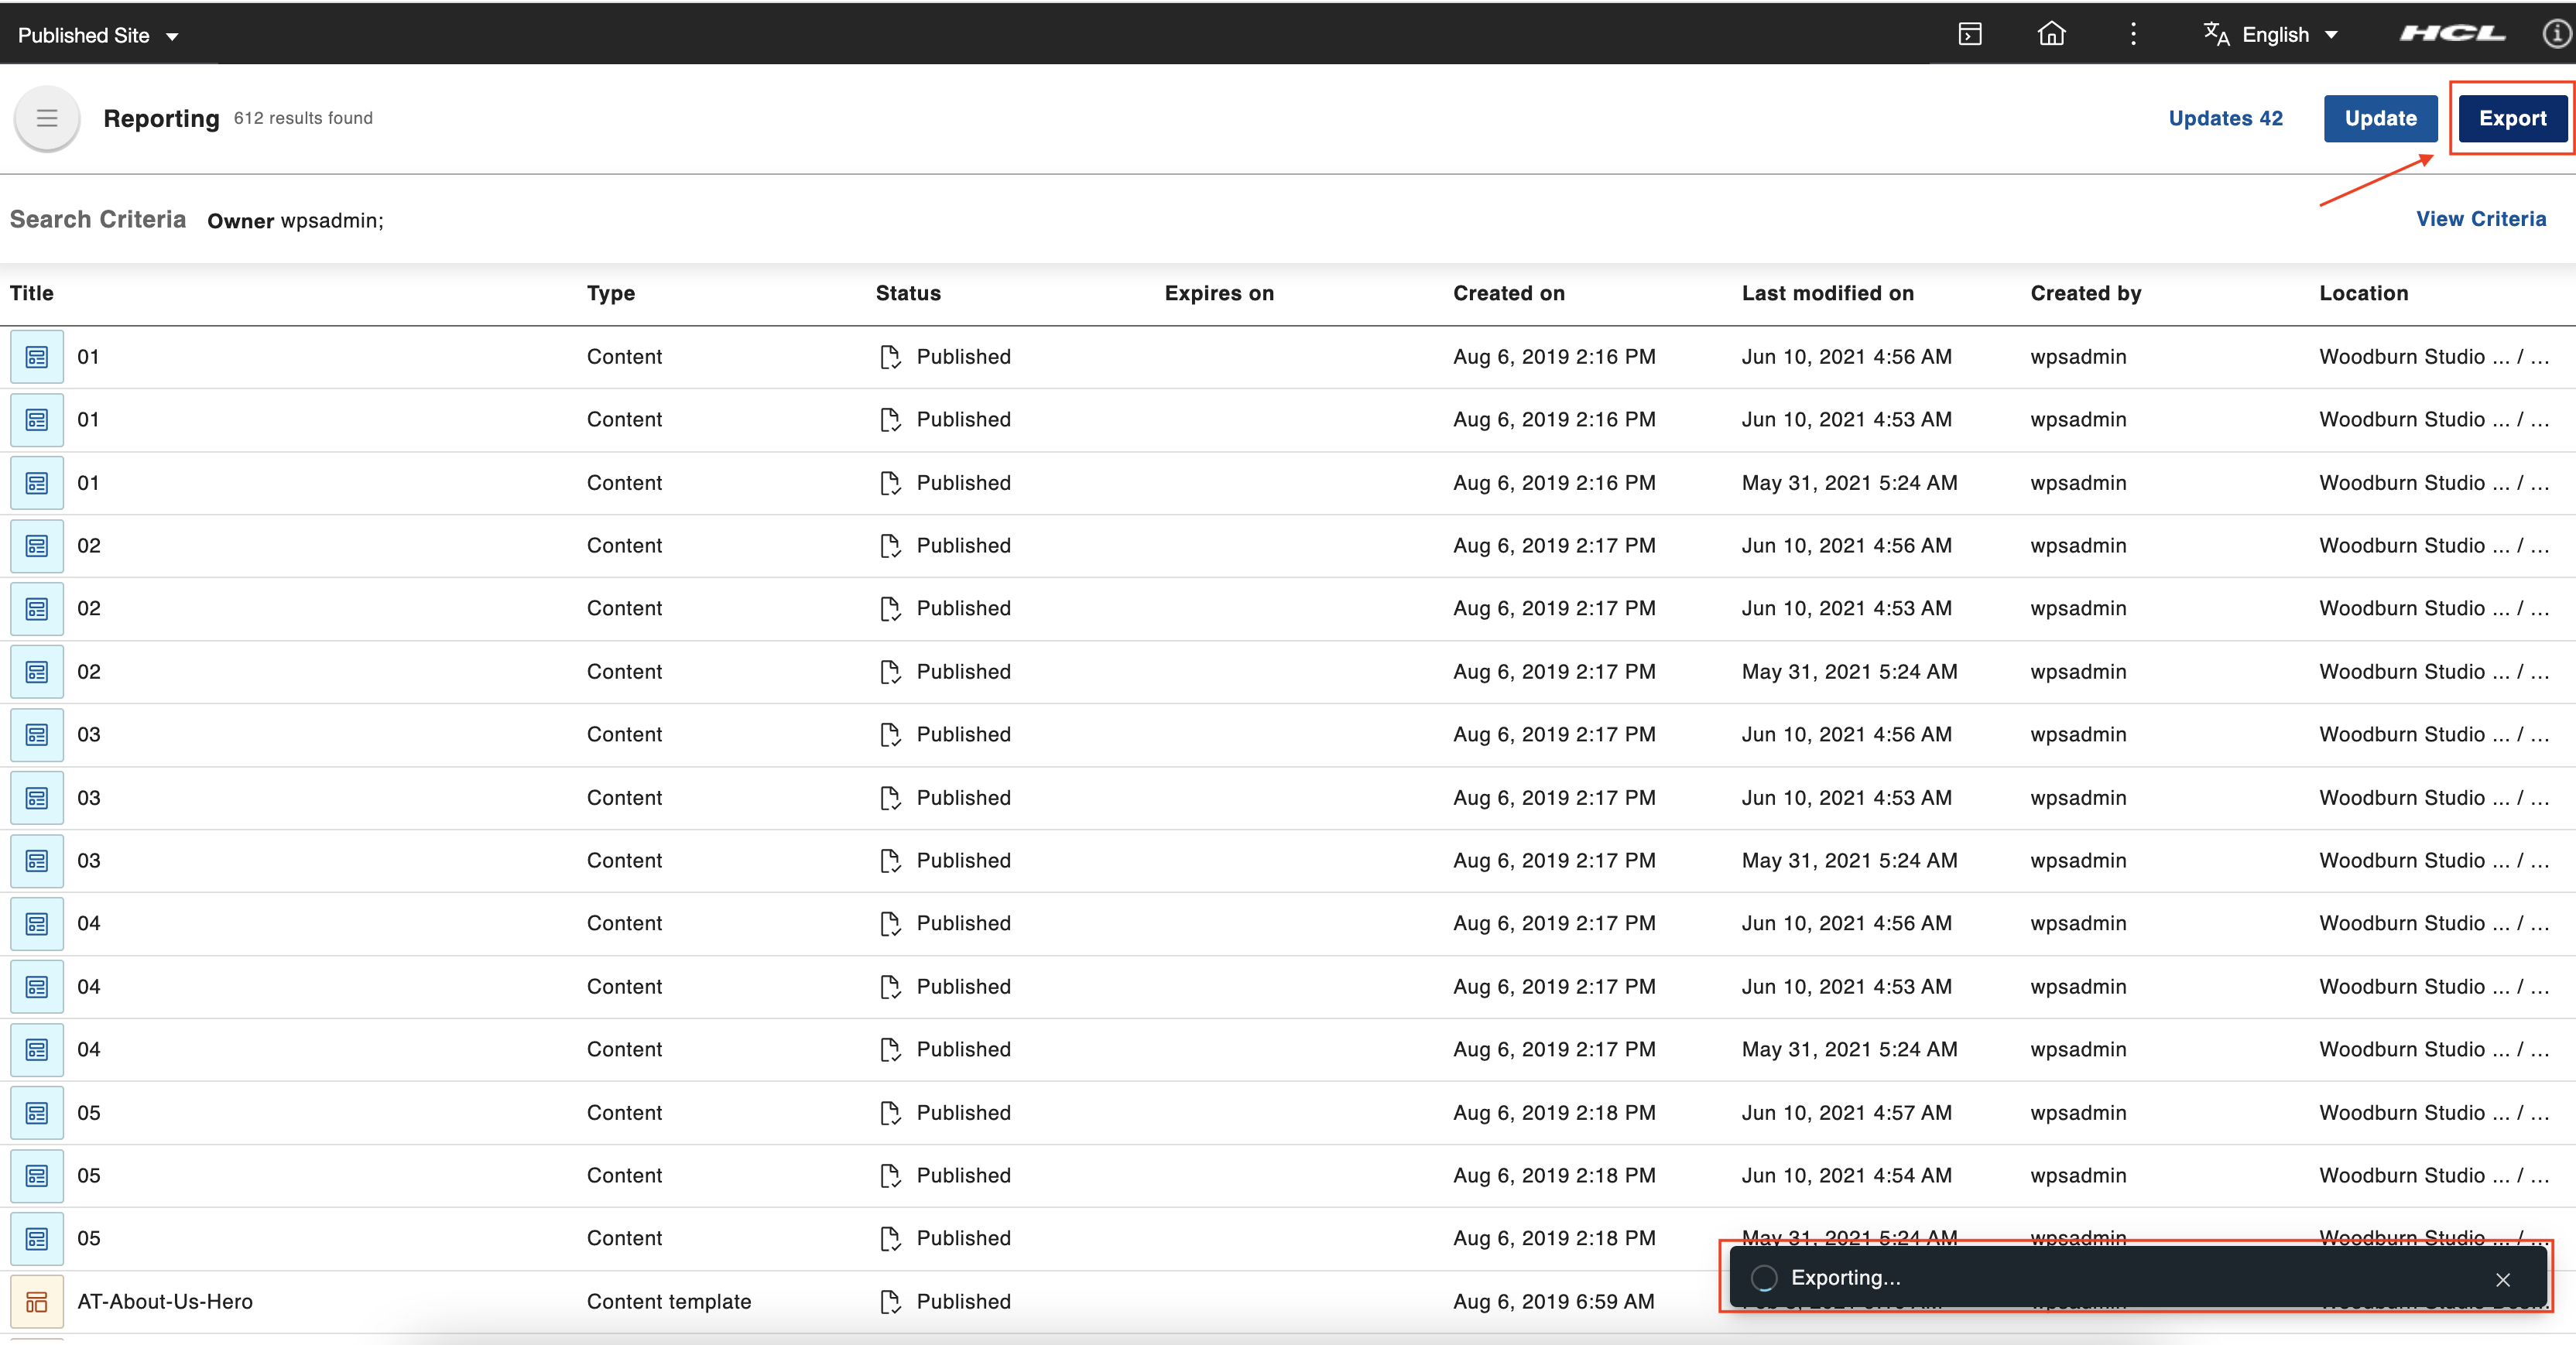 Published Site English HCL
Reporting 612 results found Updates 42 Update Export
Search Criteria Owner wpsadmin; View Criteria
Title Type Status Expires on Created on Last modified on Created by Location
01 Content Published Aug 6, 2019 2:16 PM Jun 10, 2021 4:56 AM wpsadmin Woodburn Studio ... / ...
01 Content Published Aug 6, 2019 2:16 PM Jun 10, 2021 4:53 AM wpsadmin Woodburn Studio ... / ...
01 Content Published Aug 6, 2019 2:16 PM May 31, 2021 5:24 AM wpsadmin Woodburn Studio ... / ...
02 Content Published Aug 6, 2019 2:17 PM Jun 10, 2021 4:56 AM wpsadmin Woodburn Studio ... / ...
02 Content Published Aug 6, 2019 2:17 PM Jun 10, 2021 4:53 AM wpsadmin Woodburn Studio ... / ...
02 Content Published Aug 6, 2019 2:17 PM May 31, 2021 5:24 AM wpsadmin Woodburn Studio ... / ...
03 Content Published Aug 6, 2019 2:17 PM Jun 10, 2021 4:56 AM wpsadmin Woodburn Studio ... / ...
03 Content Published Aug 6, 2019 2:17 PM Jun 10, 2021 4:53 AM wpsadmin Woodburn Studio ... / ...
03 Content Published Aug 6, 2019 2:17 PM May 31, 2021 5:24 AM wpsadmin Woodburn Studio ... / ...
04 Content Published Aug 6, 2019 2:17 PM Jun 10, 2021 4:56 AM wpsadmin Woodburn Studio ... / ...
04 Content Published Aug 6, 2019 2:17 PM Jun 10, 2021 4:53 AM wpsadmin Woodburn Studio ... / ...
04 Content Published Aug 6, 2019 2:17 PM May 31, 2021 5:24 AM wpsadmin Woodburn Studio ... / ...
05 Content Published Aug 6, 2019 2:18 PM Jun 10, 2021 4:57 AM wpsadmin Woodburn Studio ... / ...
05 Content Published Aug 6, 2019 2:18 PM Jun 10, 2021 4:54 AM wpsadmin Woodburn Studio ... / ...
05 Content Published Aug 6, 2019 2:18 PM May 31, 2021 5:24 AM wpsadmin Woodburn Studio ... / ...
Exporting...
AT-About-Us-Hero Content template Published Aug 6, 2019 6:59 AM